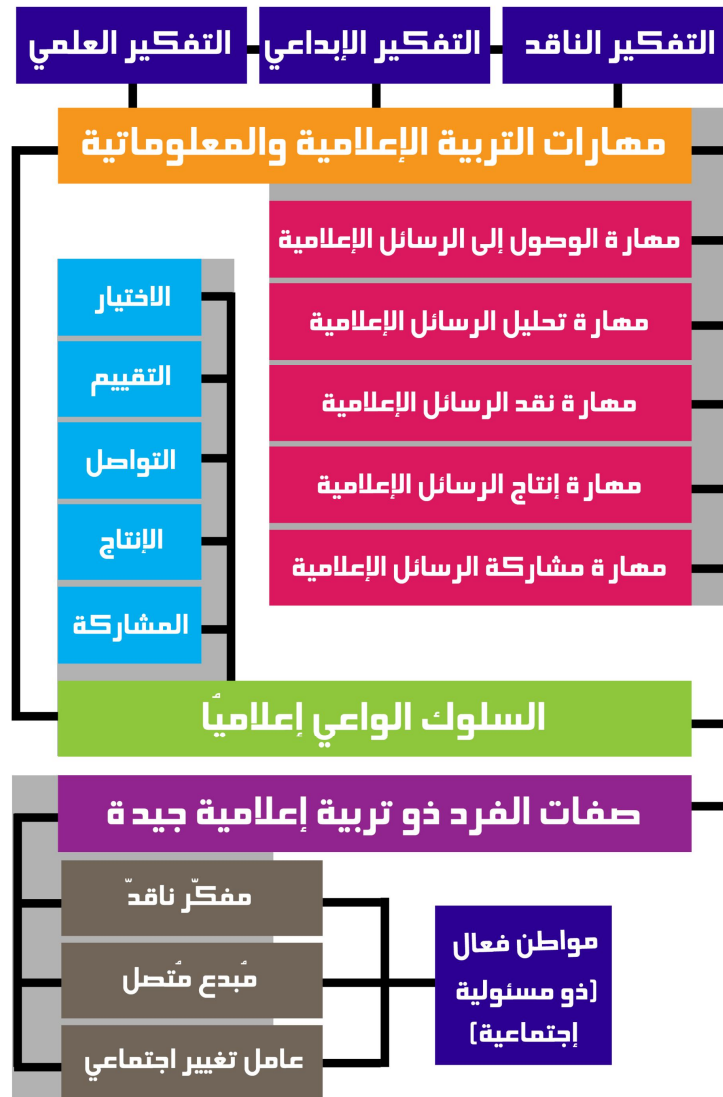 التفكير الناقد
التفكير الإبداعي
التفكير العلمي
مهارات التربية الإعلامية والمعلوماتية
مهارة الوصول إلى الرسائل الإعلامية
مهارة تحليل الرسائل الإعلامية
مهارة نقد الرسائل الإعلامية
مهارة إنتاج الرسائل الإعلامية
مهارة مشاركة الرسائل الإعلامية
الاختيار
التقييم
التواصل
الإنتاج
المشاركة
السلوك الواعي إعلاميًا
صفات الفرد ذو تربية إعلامية جيدة
مفكّر ناقدّ
مُبدع مُتصل
عامل تغيير اجتماعي
مواطن فعال
(ذو مسئولية
إجتماعية)